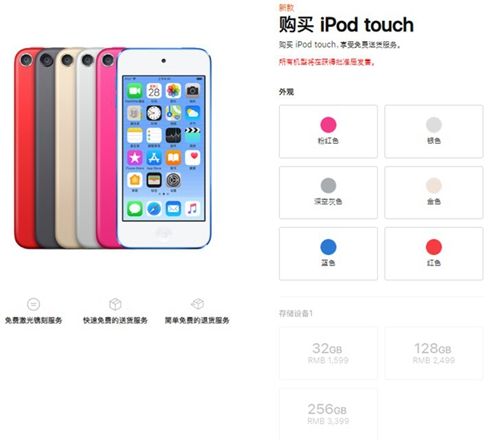 新款
购买 iPod touch
购买 iPod touch，享受免费送货服务。
所有机型将在获得批准后发售。
外观
粉红色
银色
深空灰色
金色
蓝色
红色
免费激光镌刻服务
快速免费的送货服务
简单免费的退货服务
存储设备1
32GB
RMB 1,599
128GB
RMB 2,499
256GB
RMB 3,399